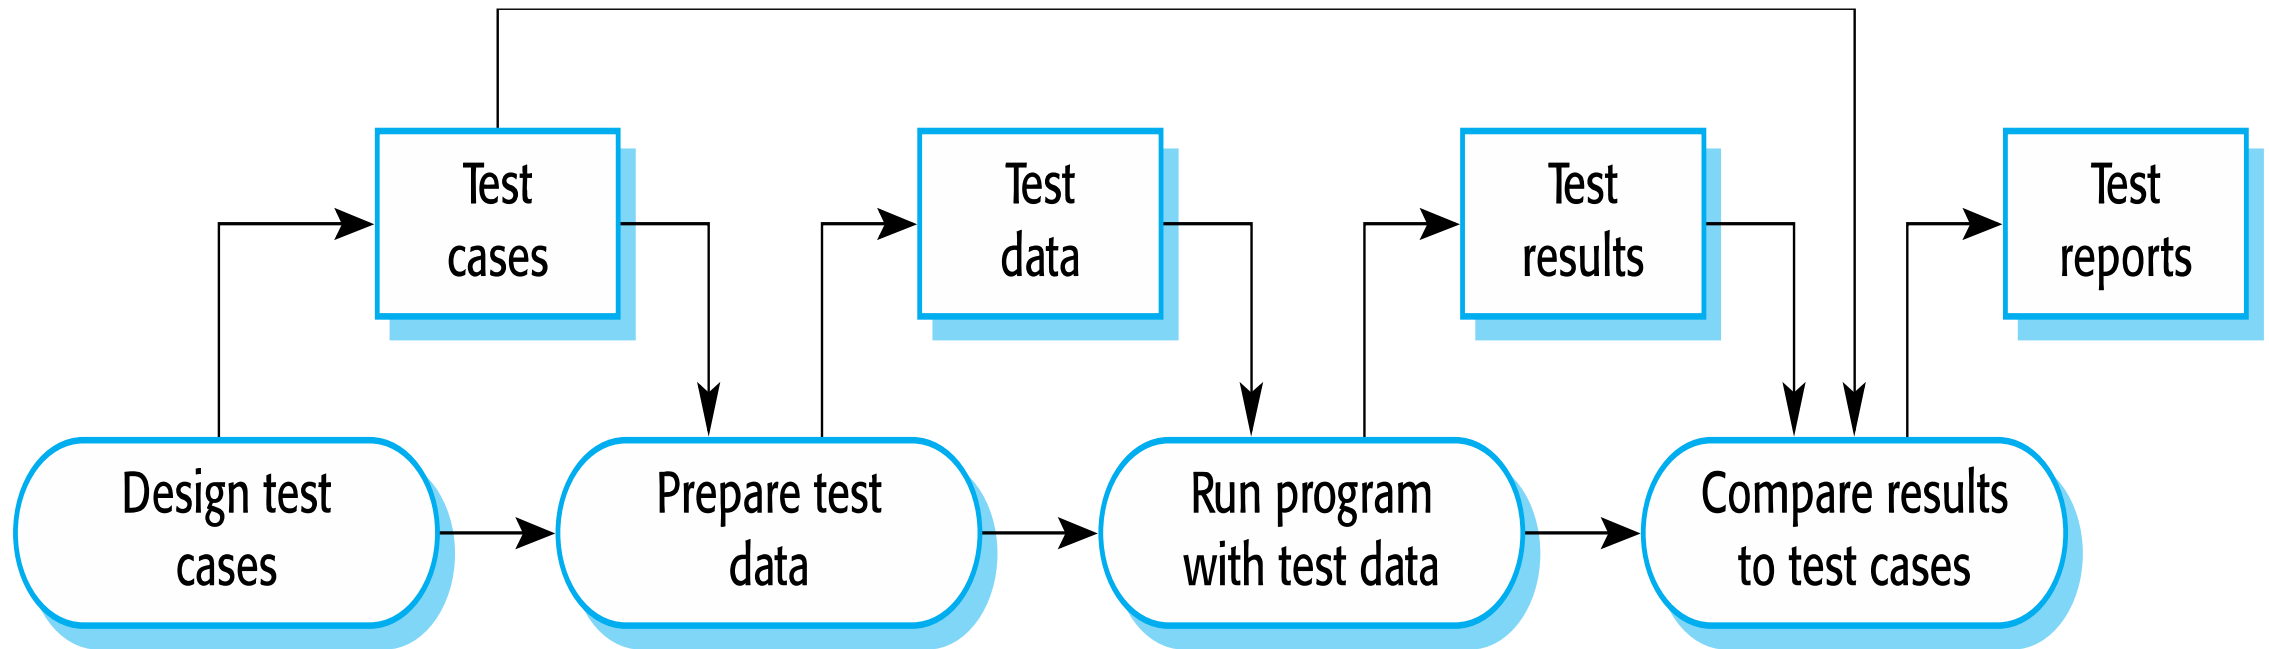 Test
cases
Test
data
Test
results
Test
reports
Design test
cases
Prepare test
data
Run program
with test data
Compare results
to test cases